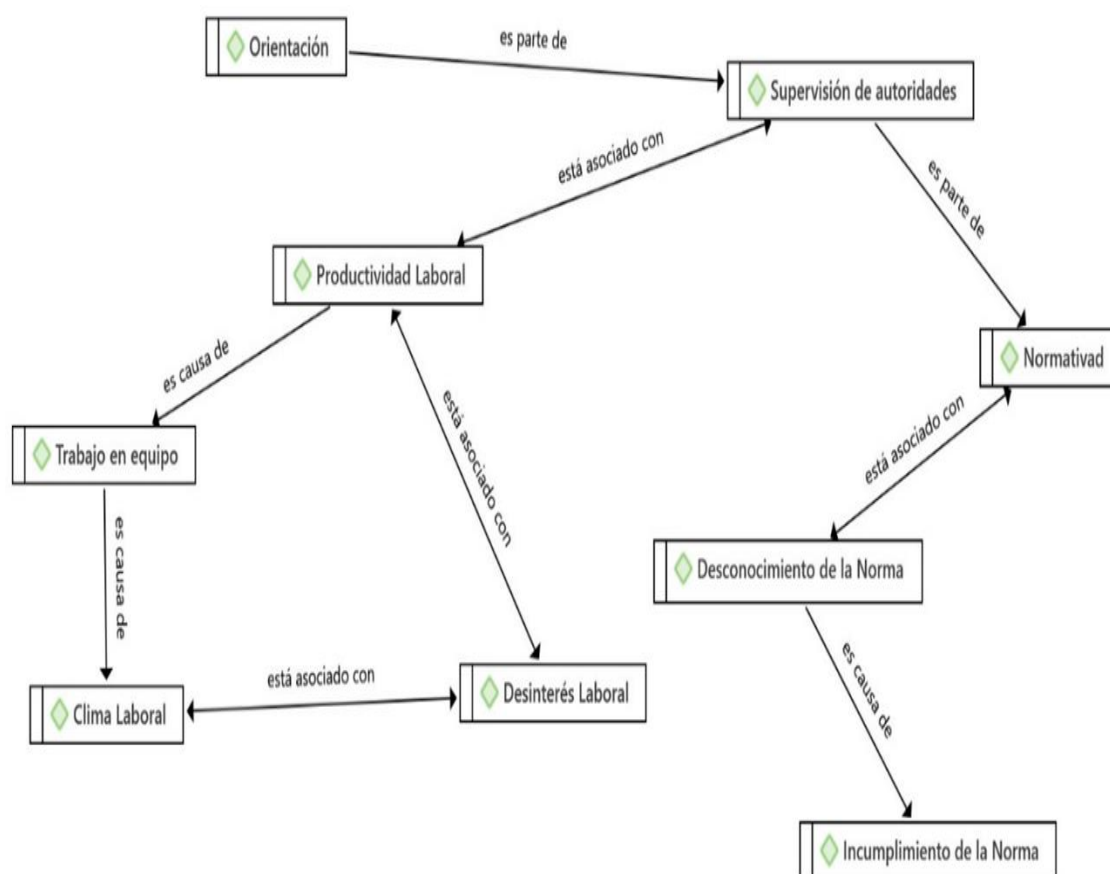 Orientación
es parte de
Supervisión de autoridades
está asociado con
es parte de
Productividad Laboral
es causa de
Normativad
está asociado con
está asociado con
Trabajo en equipo
es causa de
Desconocimiento de la Norma
es causa de
está asociado con
Desinterés Laboral
Clima Laboral
Incumplimiento de la Norma